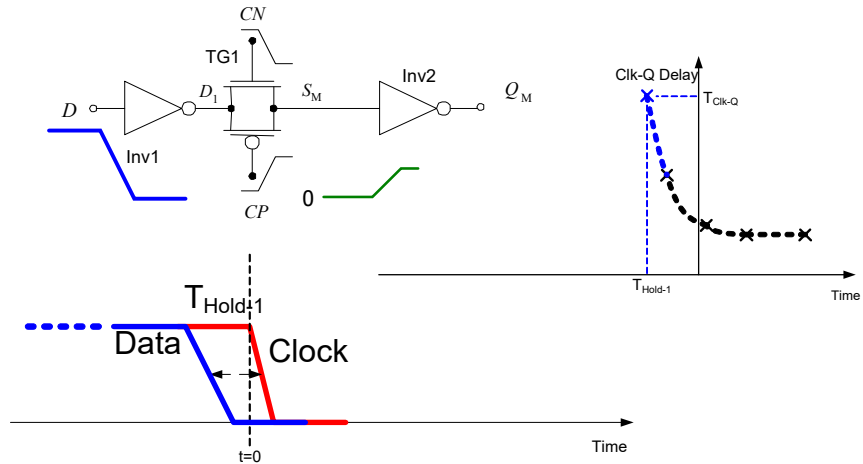 CN
TG1
Inv2
D
D1
SM
QM
Inv1
0
CP
Clk-Q Delay
TClk-Q
THold-1
Time
THold-1
Data
Clock
Time
t=0